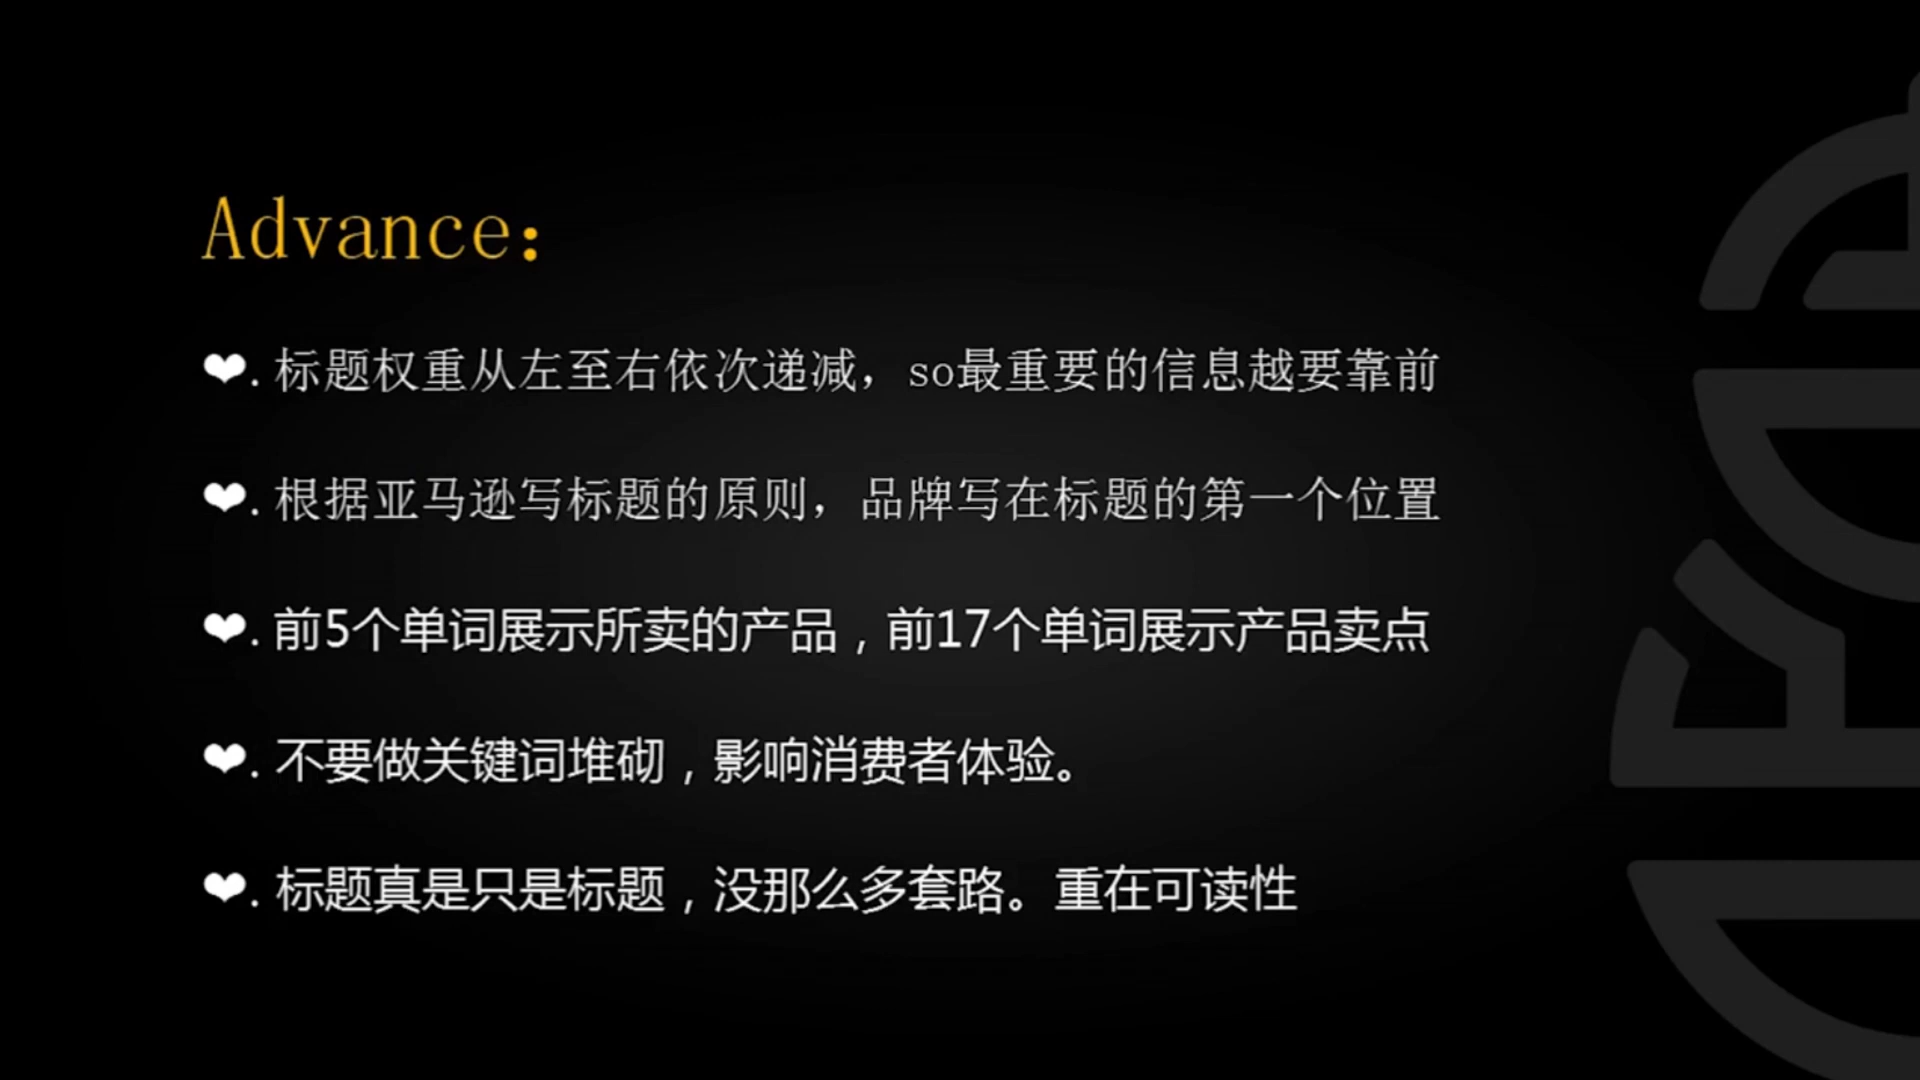 Advance：
❤. 标题权重从左至右依次递减，so最重要的信息越要靠前
❤. 根据亚马逊写标题的原则，品牌写在标题的第一个位置
❤. 前5个单词展示所卖的产品，前17个单词展示产品卖点
❤. 不要做关键词堆砌，影响消费者体验。
❤. 标题真是只是标题，没那么多套路。重在可读性